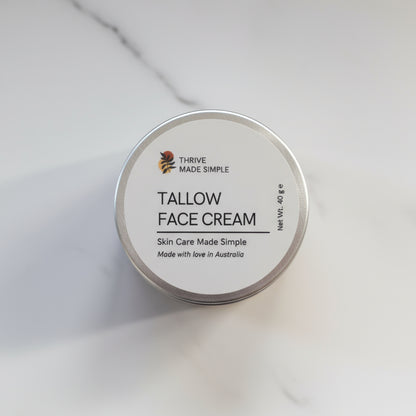 THRIVE
MADE SIMPLE
TALLOW
FACE CREAM
Skin Care Made Simple
Made with love in Australia
Net Wt. 40 g e